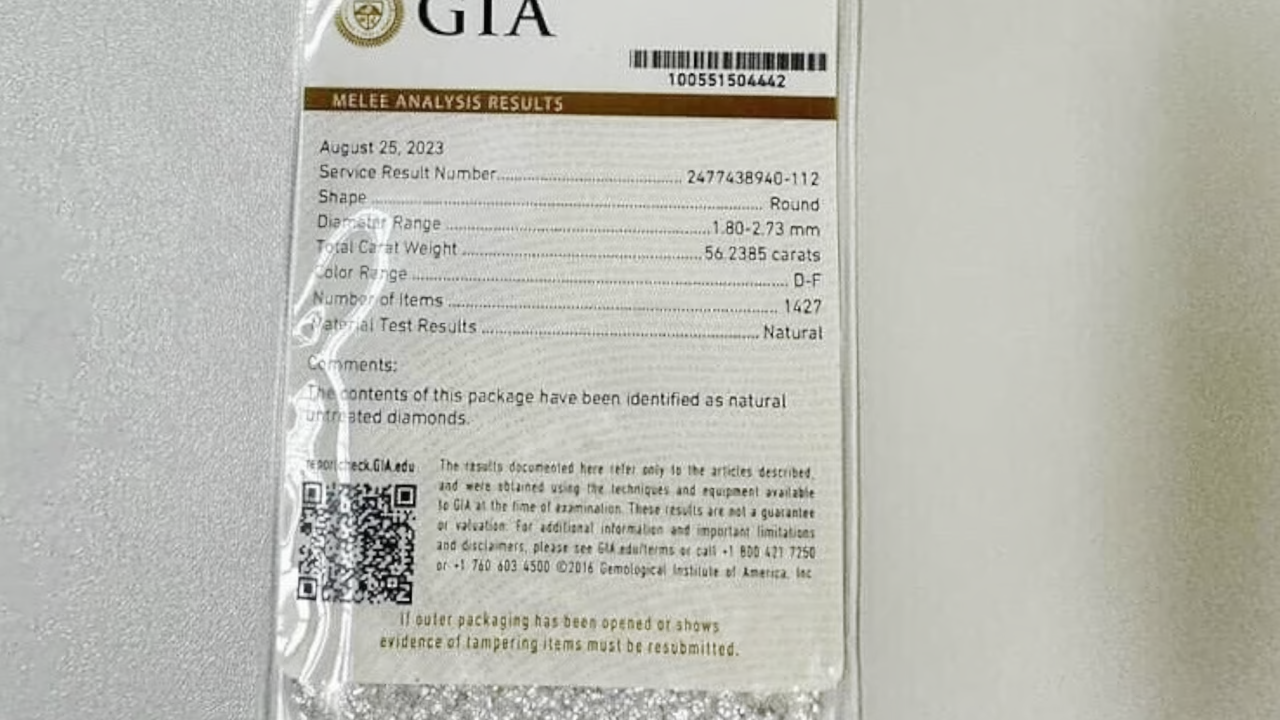 GIA
100551504442
MELEE ANALYSIS RESULTS
August 25, 2023
Service Result Number.......................................... 2477438940-112
Shape .......................................... Round
Diameter Range ..........................................1.80-2.73 mm
Total Carat Weight .......................................... 56.2385 carats
Color Range .......................................... D-F
Number of Items .......................................... 1427
Material Test Results .......................................... Natural
Comments:
The contents of this package have been identified as natural
untreated diamonds.
reportcheck.GIA.edu
The results documented here refer only to the articles described,
and were obtained using the techniques and equipment available
to GIA at the time of examination. These results are not a guarantee
or valuation. For additional information and important limitations
and disclaimers, please see GIA.edu/terms or call +1 800 421 7250
or +1 760 603 4500 ©2016 Gemological Institute of America, Inc
If outer packaging has been opened or shows
evidence of tampering items must be resubmitted.